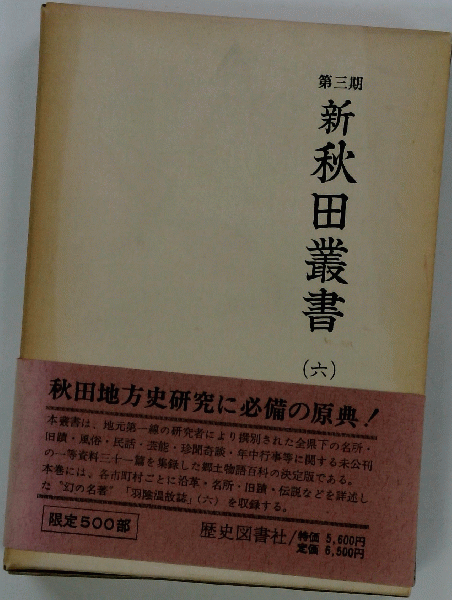 第三期
新秋田叢書
(六)
秋田地方史研究に必備の原典!
本叢書は、地元第一線の研究者により撰別された全県下の名所・
旧蹟・風俗・民話・芸能・珍聞奇談・年中行事等に関する未公刊
の一等資料三十一篇を集録した郷土物語百科の決定版である。
本巻には、各市町村ごとに沿革・名所・旧蹟・伝説などを詳述し
た“幻の名著”「羽陰温故誌」(六)を収録する。
限定500部
歴史図書社/特価 5,600円
定価 6,500円